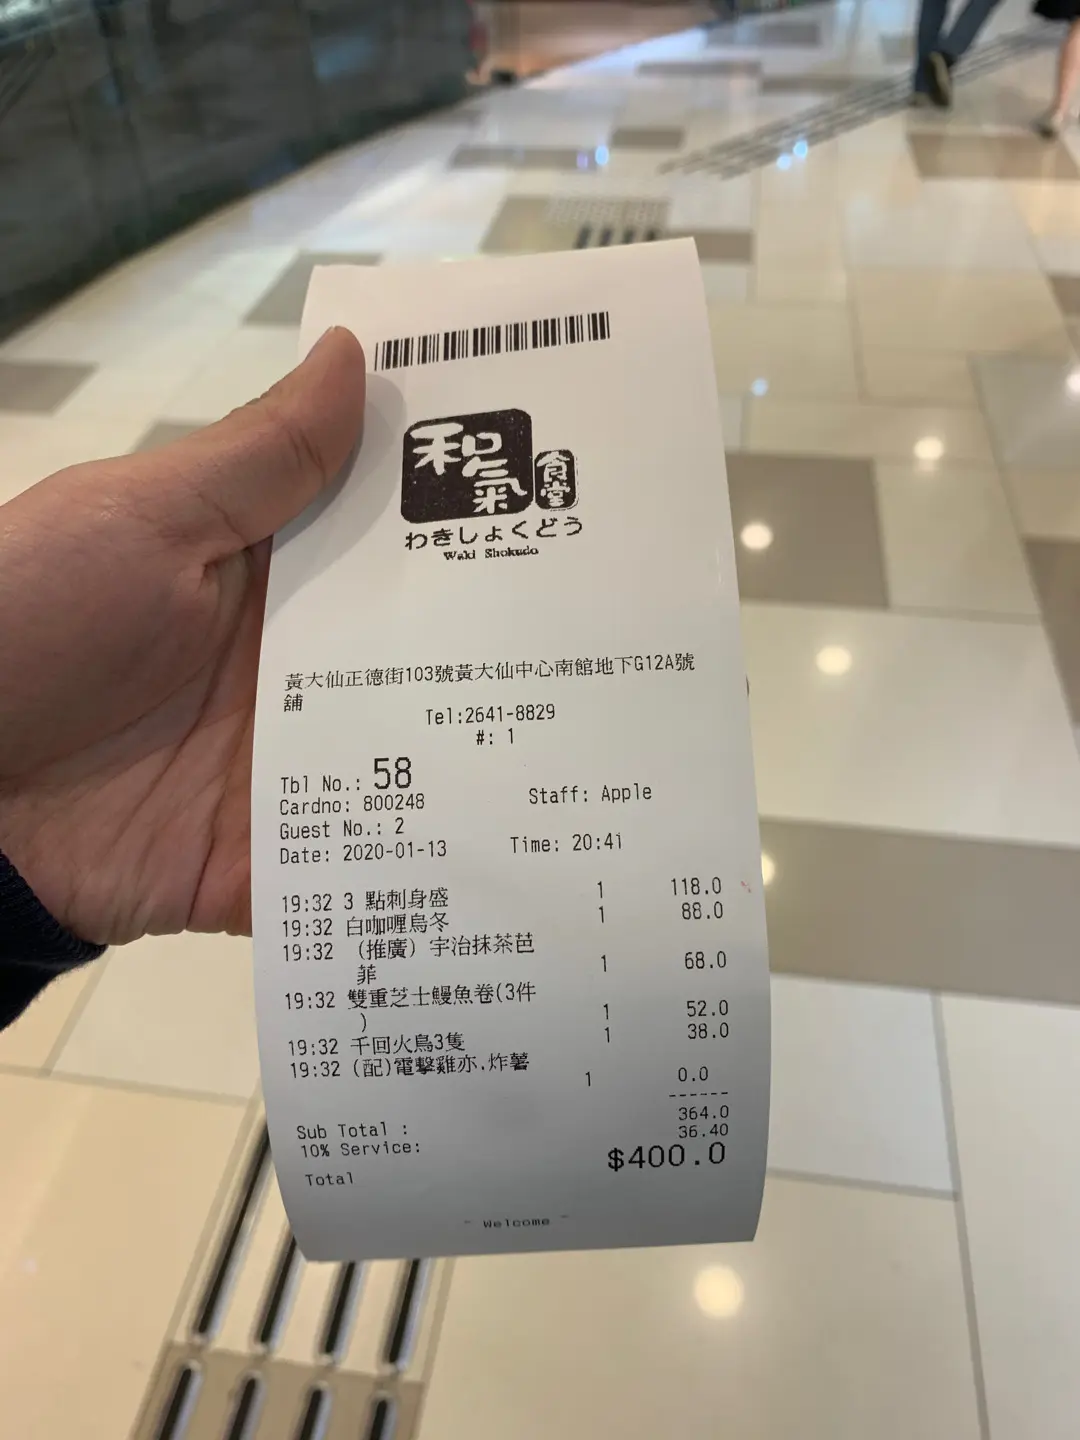 和氣
食堂
わきしょくどう
Waki Shokudo
黃大仙正德街103號黃大仙中心南館地下G12A號
舖
Tel:2641-8829
#: 1
Tbl No.: 58
Cardno: 800248 Staff: Apple
Guest No.: 2
Date: 2020-01-13 Time: 20:41
19:32 3 點刺身盛 1 118.0
19:32 白咖喱烏冬 1 88.0
19:32 (推廣) 宇治抹茶芭
菲 1 68.0
19:32 雙重芝士鰻魚卷(3件
) 1 52.0
19:32 千回火鳥3隻 1 38.0
19:32 (配)電擊雞亦.炸薯
1 0.0
------
Sub Total : 364.0
10% Service: 36.40
Total $400.0
- Welcome -